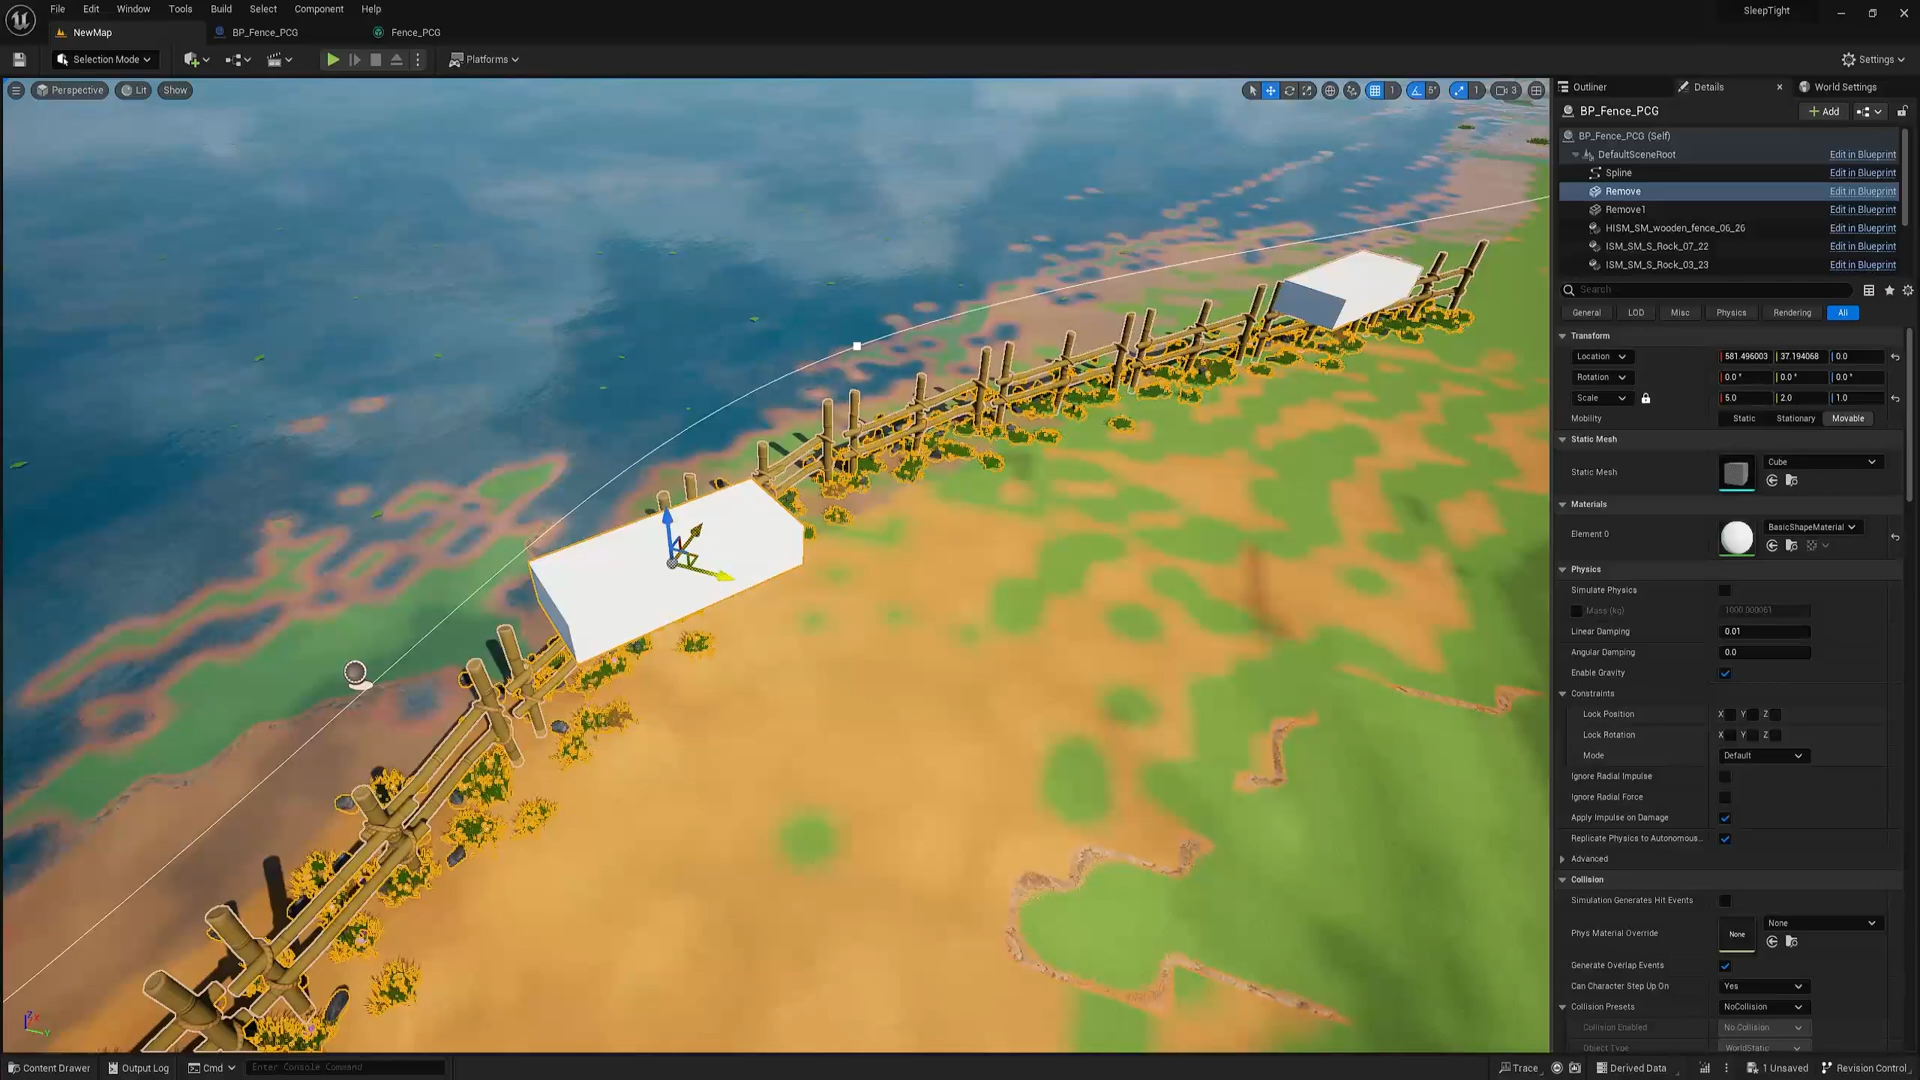 File Edit Window Tools Build Select Component Help
SleepTight
NewMap BP_Fence_PCG Fence_PCG
Selection Mode Platforms Settings
Perspective Lit Show
1 5° 1 3
Outliner Details World Settings
BP_Fence_PCG Add
BP_Fence_PCG (Self)
DefaultSceneRoot Edit in Blueprint
Spline Edit in Blueprint
Remove Edit in Blueprint
Remove1 Edit in Blueprint
HISM_SM_wooden_fence_06_26 Edit in Blueprint
ISM_SM_S_Rock_07_22 Edit in Blueprint
ISM_SM_S_Rock_03_23 Edit in Blueprint
Search
General LOD Misc Physics Rendering All
Transform
Location 581.496003 37.194068 0.0
Rotation 0.0 ° 0.0 ° 0.0 °
Scale 5.0 2.0 1.0
Mobility Static Stationary Movable
Static Mesh
Static Mesh Cube
Materials
Element 0 BasicShapeMaterial
Physics
Simulate Physics
Mass (kg) 1000.000061
Linear Damping 0.01
Angular Damping 0.0
Enable Gravity
Constraints
Lock Position X Y Z
Lock Rotation X Y Z
Mode Default
Ignore Radial Impulse
Ignore Radial Force
Apply Impulse on Damage
Replicate Physics to Autonomous...
Advanced
Collision
Simulation Generates Hit Events
Phys Material Override None None
Generate Overlap Events
Can Character Step Up On Yes
Collision Presets NoCollision
Collision Enabled No Collision
Object Type WorldStatic
Content Drawer Output Log Cmd Enter Console Command Trace Derived Data 1 Unsaved Revision Control